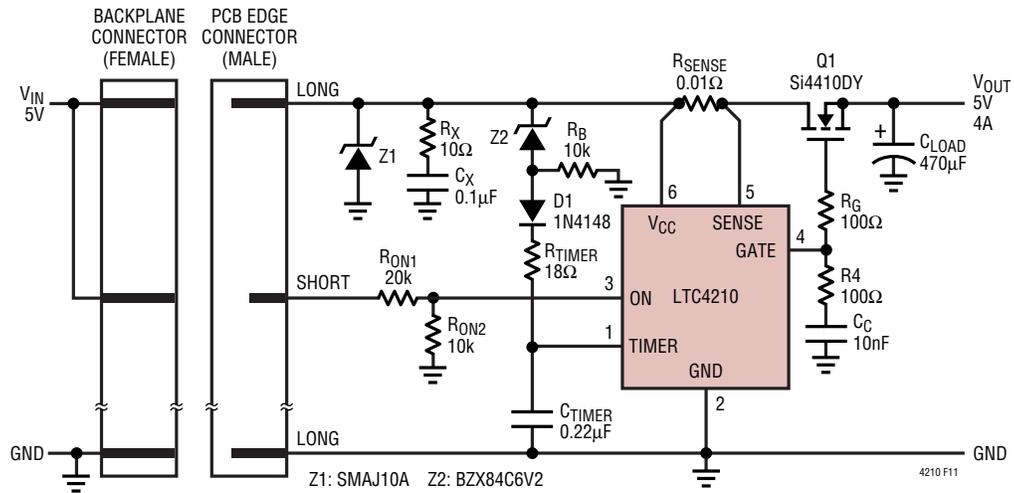 BACKPLANE
CONNECTOR
(FEMALE)
PCB EDGE
CONNECTOR
(MALE)
VIN
5V
LONG
Z1
RX
10Ω
CX
0.1µF
Z2
RB
10k
D1
1N4148
RTIMER
18Ω
RSENSE
0.01Ω
Q1
Si4410DY
VOUT
5V
4A
+
CLOAD
470µF
6
5
VCC
SENSE
GATE
4
RG
100Ω
R4
100Ω
CC
10nF
SHORT
RON1
20k
RON2
10k
3
ON
LTC4210
1
TIMER
GND
2
CTIMER
0.22µF
GND
LONG
GND
Z1: SMAJ10A Z2: BZX84C6V2
4210 F11